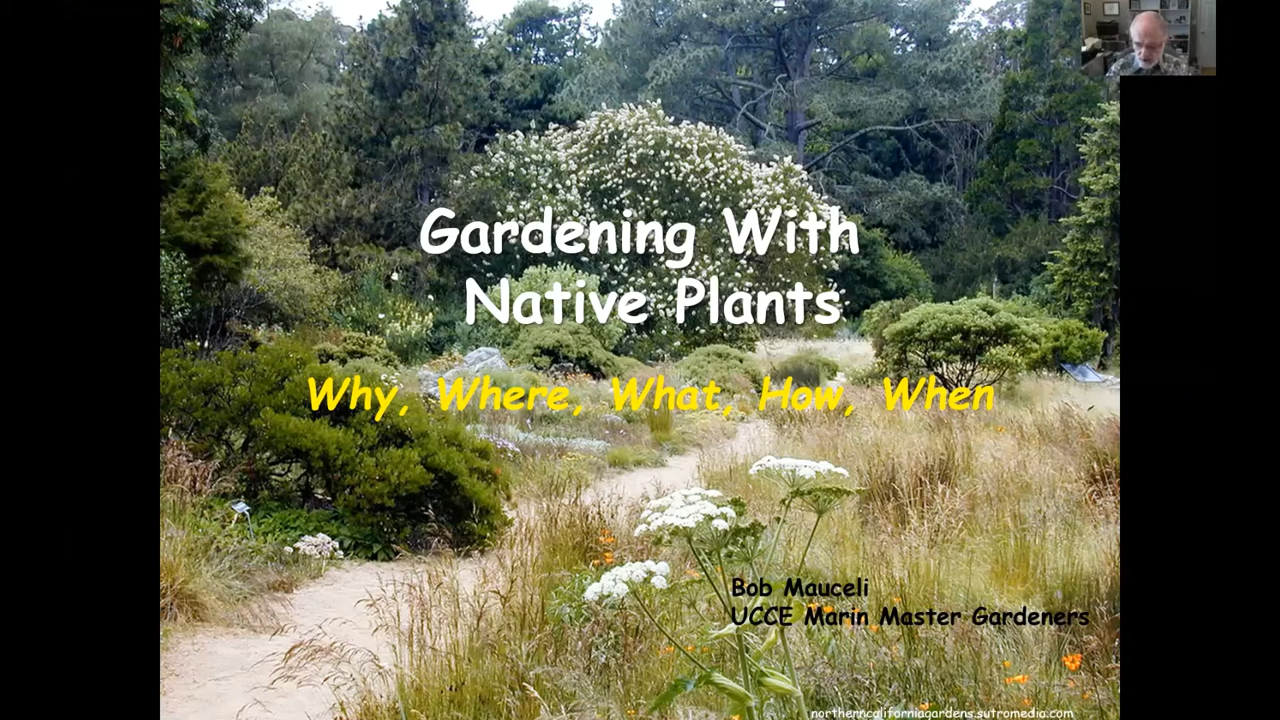 Gardening With
Native Plants
Why, Where, What, How, When
Bob Mauceli
UCCE Marin Master Gardeners
northerncaliforniagardens.sutromedia.com